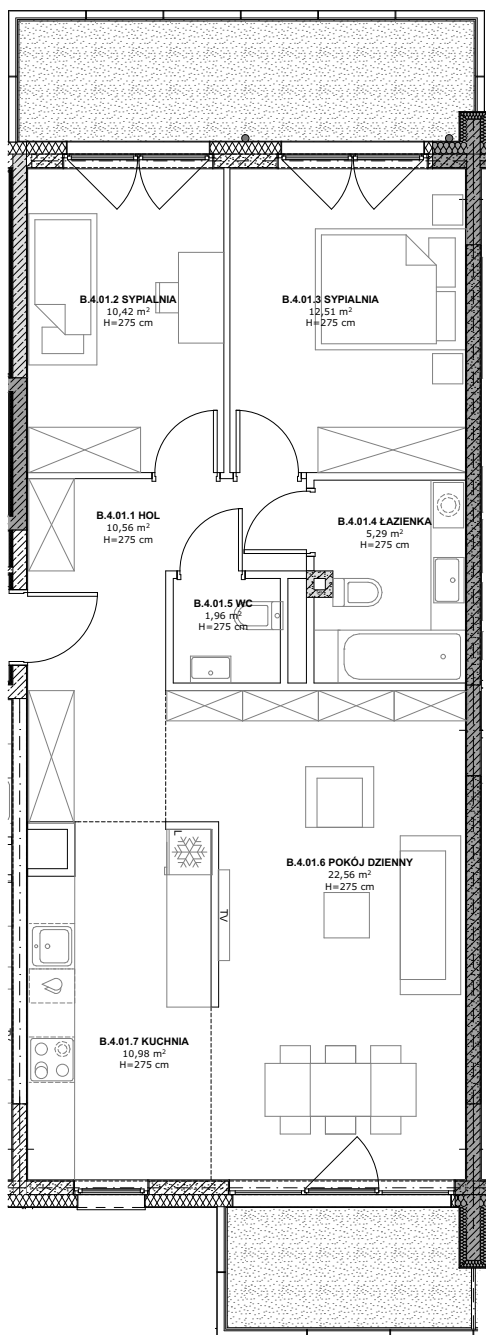 B.4.01.2 SYPIALNIA
10,42 m²
H=275 cm
B.4.01.3 SYPIALNIA
12,51 m²
H=275 cm
B.4.01.1 HOL
10,56 m²
H=275 cm
B.4.01.4 ŁAZIENKA
5,29 m²
H=275 cm
B.4.01.5 WC
1,96 m²
H=275 cm
L
B.4.01.6 POKÓJ DZIENNY
22,56 m²
H=275 cm
TV
B.4.01.7 KUCHNIA
10,98 m²
H=275 cm